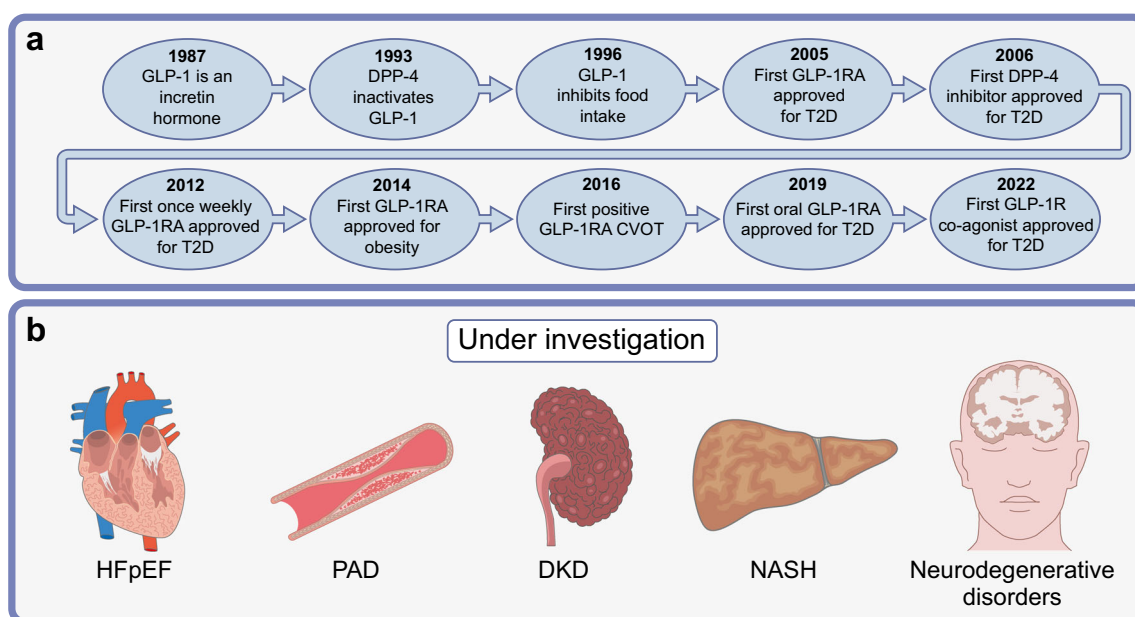 a
1987
GLP-1 is an
incretin
hormone
1993
DPP-4
inactivates
GLP-1
1996
GLP-1
inhibits food
intake
2005
First GLP-1RA
approved
for T2D
2006
First DPP-4
inhibitor approved
for T2D
2012
First once weekly
GLP-1RA approved
for T2D
2014
First GLP-1RA
approved for
obesity
2016
First positive
GLP-1RA CVOT
2019
First oral GLP-1RA
approved for T2D
2022
First GLP-1R
co-agonist approved
for T2D
b
Under investigation
HFpEF
PAD
DKD
NASH
Neurodegenerative
disorders